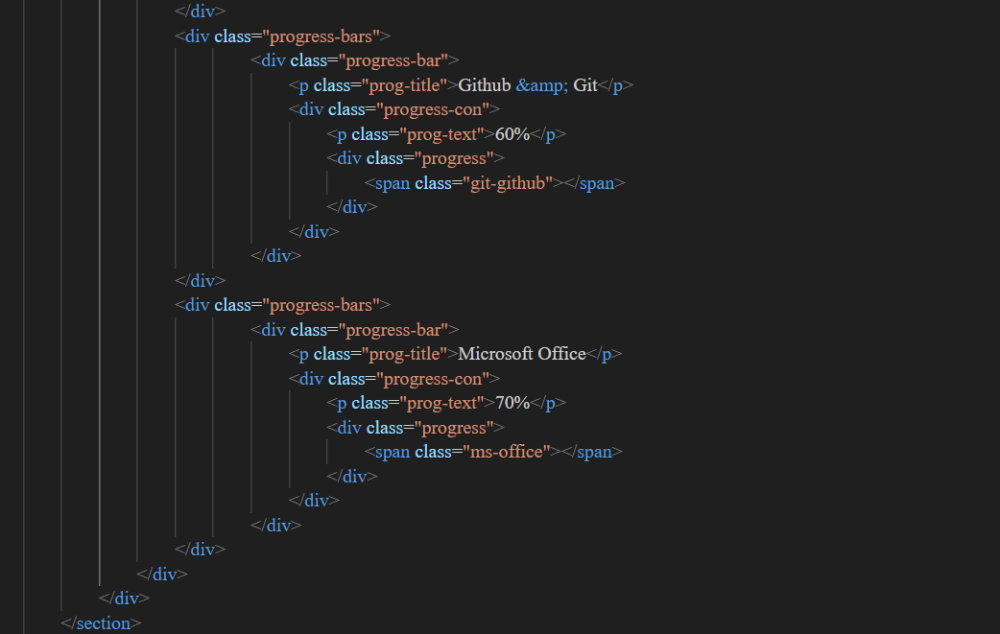 </div>
<div class="progress-bars">
<div class="progress-bar">
<p class="prog-title">Github &amp; Git</p>
<div class="progress-con">
<p class="prog-text">60%</p>
<div class="progress">
<span class="git-github"></span>
</div>
</div>
</div>
</div>
<div class="progress-bars">
<div class="progress-bar">
<p class="prog-title">Microsoft Office</p>
<div class="progress-con">
<p class="prog-text">70%</p>
<div class="progress">
<span class="ms-office"></span>
</div>
</div>
</div>
</div>
</div>
</div>
</section>